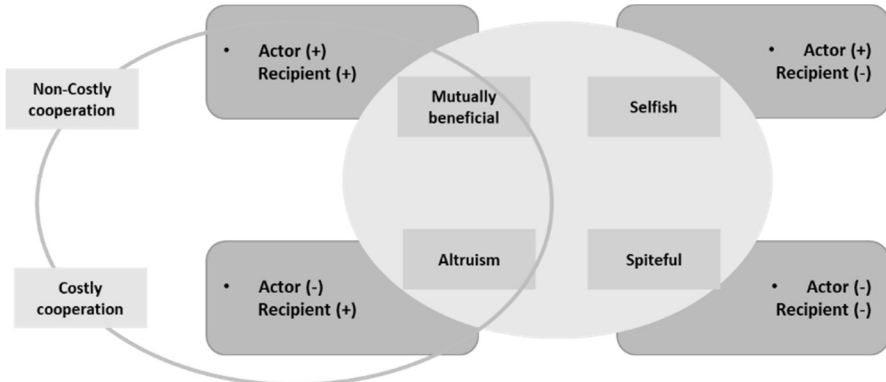 • Actor (+)
Recipient (+)
• Actor (+)
Recipient (-)
Non-Costly
cooperation
Mutually
beneficial
Selfish
Altruism
Spiteful
Costly
cooperation
• Actor (-)
Recipient (+)
• Actor (-)
Recipient (-)